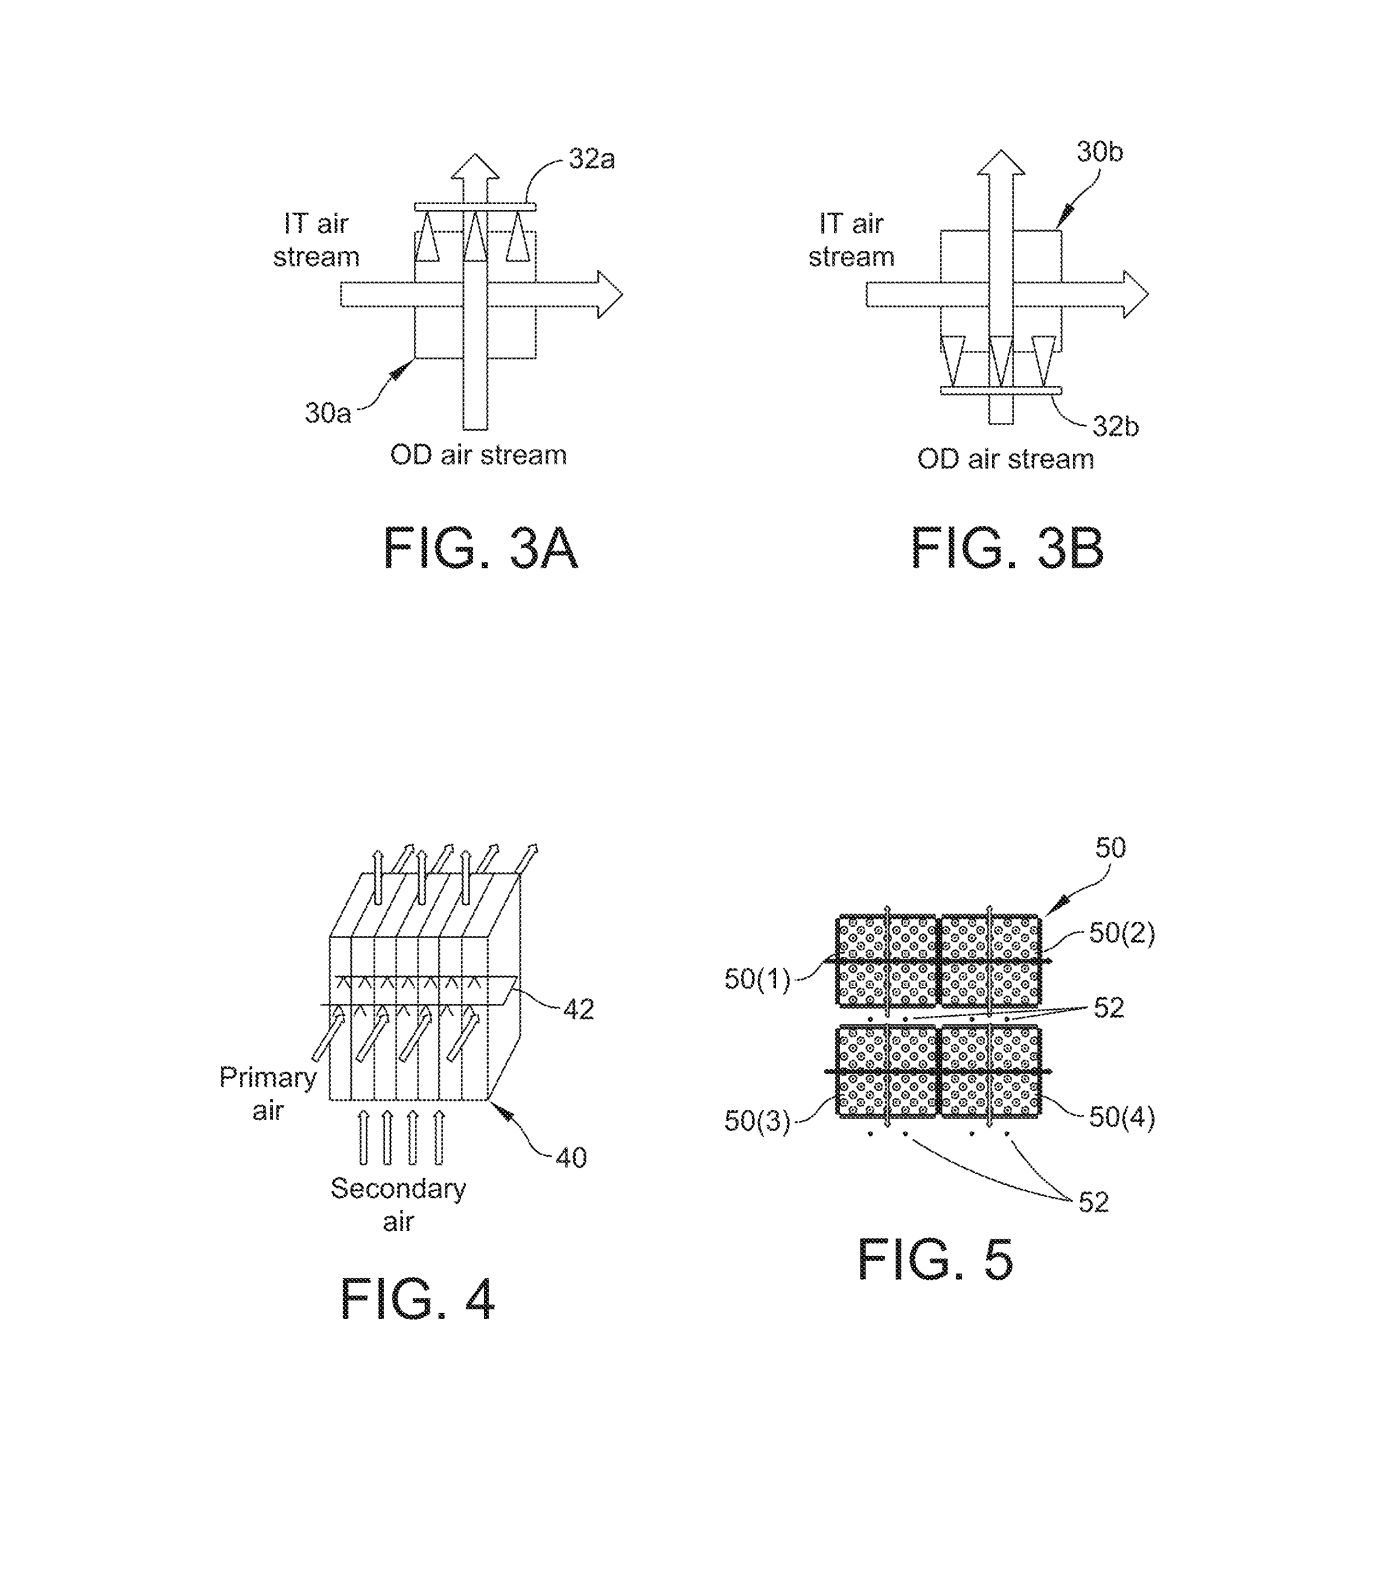 32a
IT air
stream
30a
OD air stream
FIG. 3A
30b
IT air
stream
32b
OD air stream
FIG. 3B
42
Primary
air
40
Secondary
air
FIG. 4
50
50(2)
50(1)
52
50(3)
50(4)
52
FIG. 5